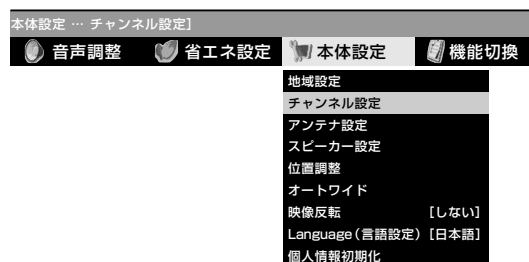 本体設定 … チャンネル設定]
音声調整 省エネ設定 本体設定 機能切換
地域設定
チャンネル設定
アンテナ設定
スピーカー設定
位置調整
オートワイド
映像反転 [しない]
Language(言語設定) [日本語]
個人情報初期化